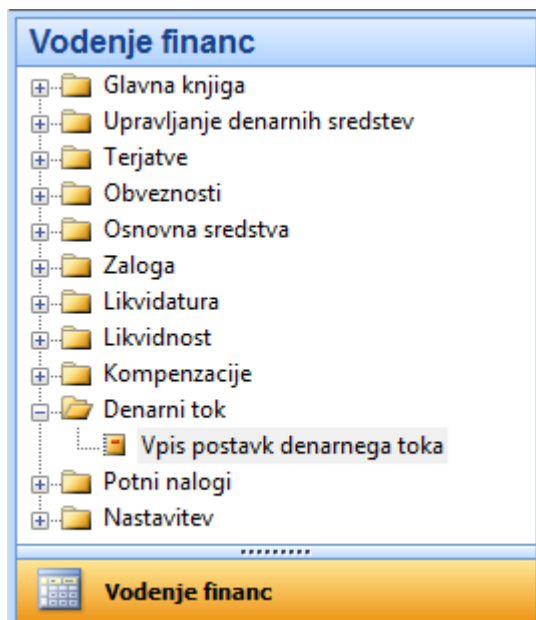 Vodenje financ
Glavna knjiga
Upravljanje denarnih sredstev
Terjatve
Obveznosti
Osnovna sredstva
Zaloga
Likvidatura
Likvidnost
Kompenzacije
Denarni tok
Vpis postavk denarnega toka
Potni nalogi
Nastavitev
Vodenje financ